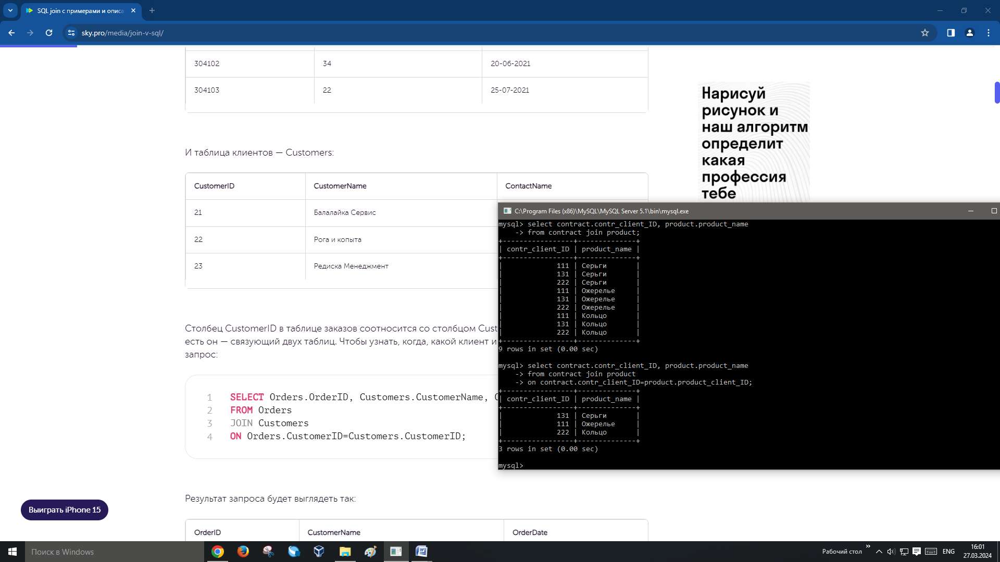 SQL join с примерами и описа
sky.pro/media/join-v-sql/
304102 34 20-06-2021
304103 22 25-07-2021
И таблица клиентов — Customers:
CustomerID CustomerName ContactName
21 Балалайка Сервис
22 Рога и копыта
23 Редиска Менеджмент
Столбец CustomerID в таблице заказов соотносится со столбцом Cust
есть он — связующий двух таблиц. Чтобы узнать, когда, какой клиент и
запрос:
1 SELECT Orders.OrderID, Customers.CustomerName,
2 FROM Orders
3 JOIN Customers
4 ON Orders.CustomerID=Customers.CustomerID;
Результат запроса будет выглядеть так:
OrderID CustomerName OrderDate
Выиграть iPhone 15
Нарисуй
рисунок и
наш алгоритм
определит
какая
профессия
тебе
C:\Program Files (x86)\MySQL\MySQL Server 5.1\bin\mysql.exe
mysql> select contract.contr_client_ID, product.product_name
    -> from contract join product;
+-----------------+--------------+
| contr_client_ID | product_name |
+-----------------+--------------+
|             111 | Серьги       |
|             131 | Серьги       |
|             222 | Серьги       |
|             111 | Ожерелье     |
|             131 | Ожерелье     |
|             222 | Ожерелье     |
|             111 | Кольцо       |
|             131 | Кольцо       |
|             222 | Кольцо       |
+-----------------+--------------+
9 rows in set (0.00 sec)
mysql> select contract.contr_client_ID, product.product_name
    -> from contract join product
    -> on contract.contr_client_ID=product.product_client_ID;
+-----------------+--------------+
| contr_client_ID | product_name |
+-----------------+--------------+
|             131 | Серьги       |
|             111 | Ожерелье     |
|             222 | Кольцо       |
+-----------------+--------------+
3 rows in set (0.00 sec)
mysql>
Поиск в Windows
Рабочий стол
ENG
16:01
27.03.2024